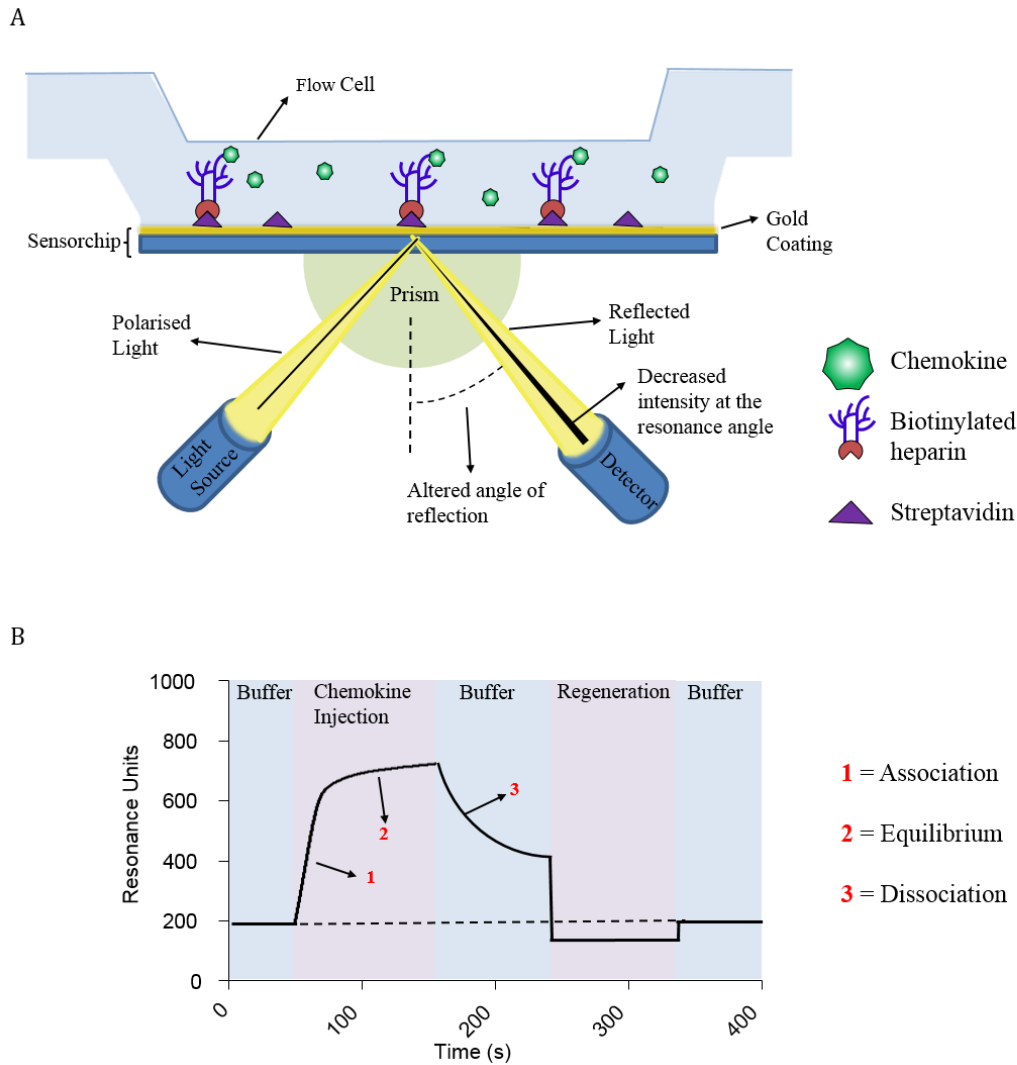 A
Flow Cell
Gold
Coating
Sensorchip
Prism
Polarised
Light
Reflected
Light
Decreased
intensity at the
resonance angle
Light
Source
Detector
Altered angle of
reflection
Chemokine
Biotinylated
heparin
Streptavidin
B
Buffer
Chemokine
Injection
Buffer
Regeneration
Buffer
1000
800
600
400
200
0
Resonance Units
1
2
3
0
100
200
300
400
Time (s)
1 = Association
2 = Equilibrium
3 = Dissociation